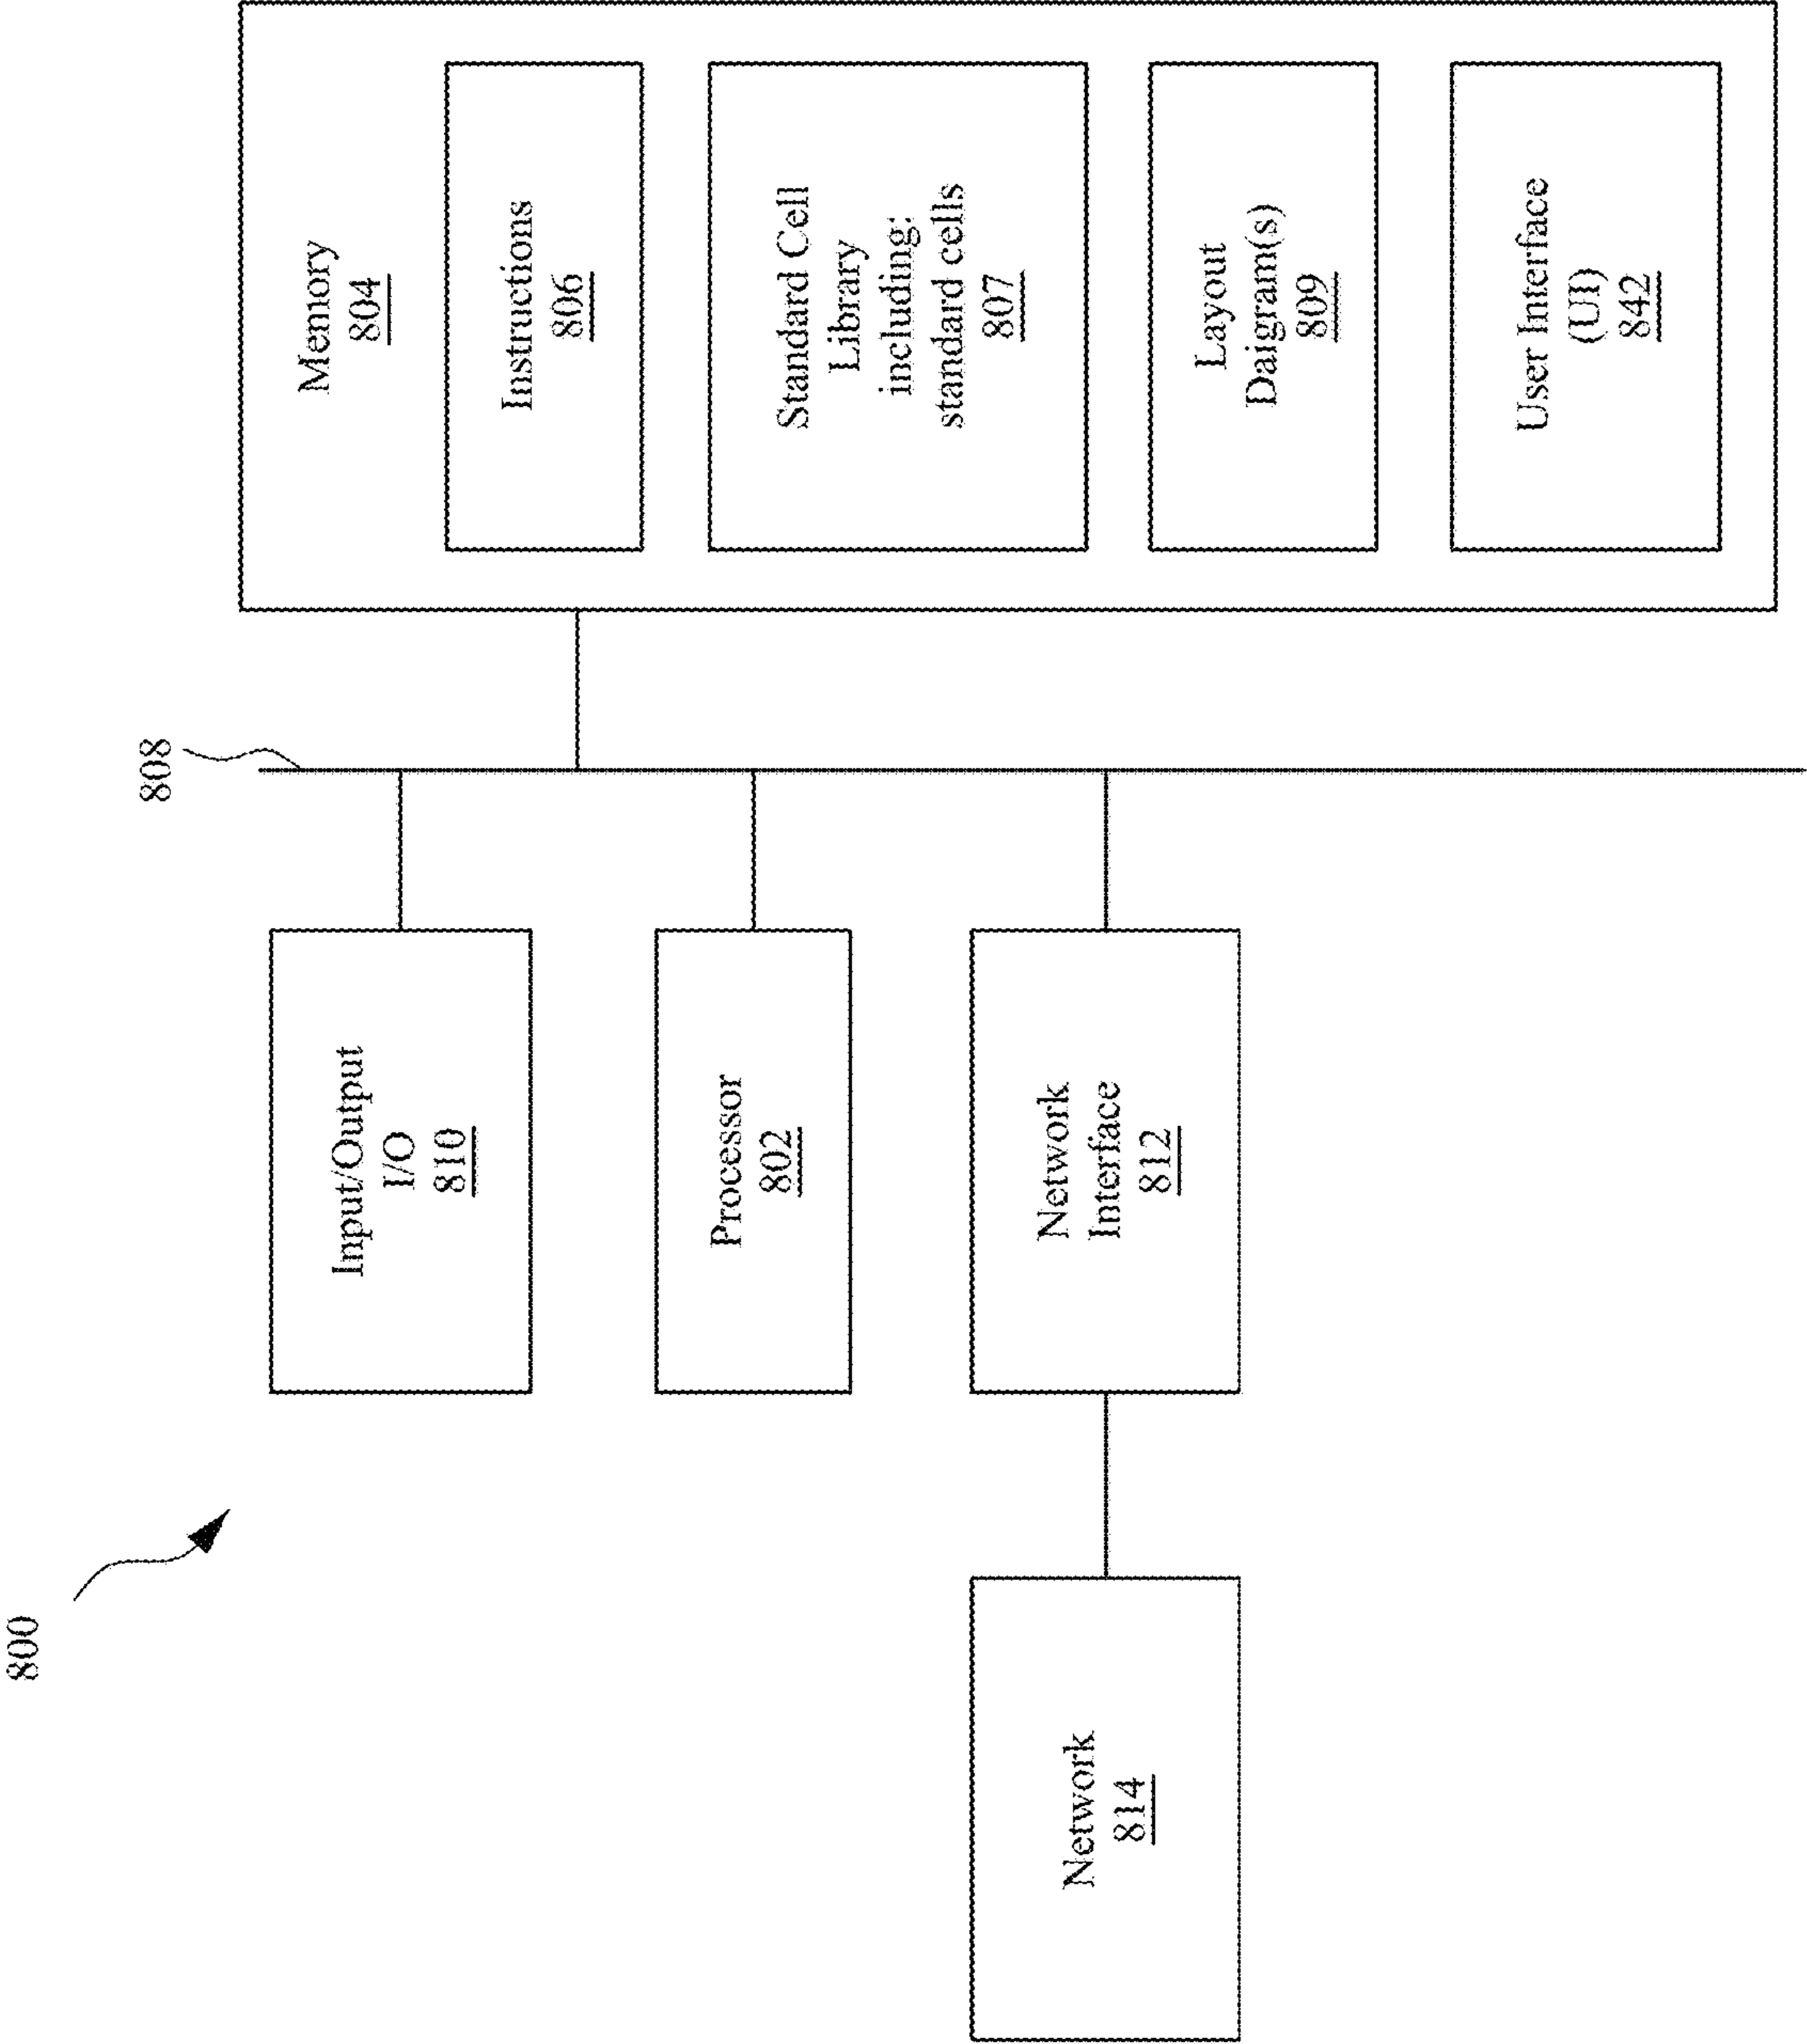 800
808
Input/Output
I/O
810
Processor
802
Network
Interface
812
Network
814
Memory
804
Instructions
806
Standard Cell
Library
including:
standard cells
807
Layout
Daigram(s)
809
User Interface
(UI)
842